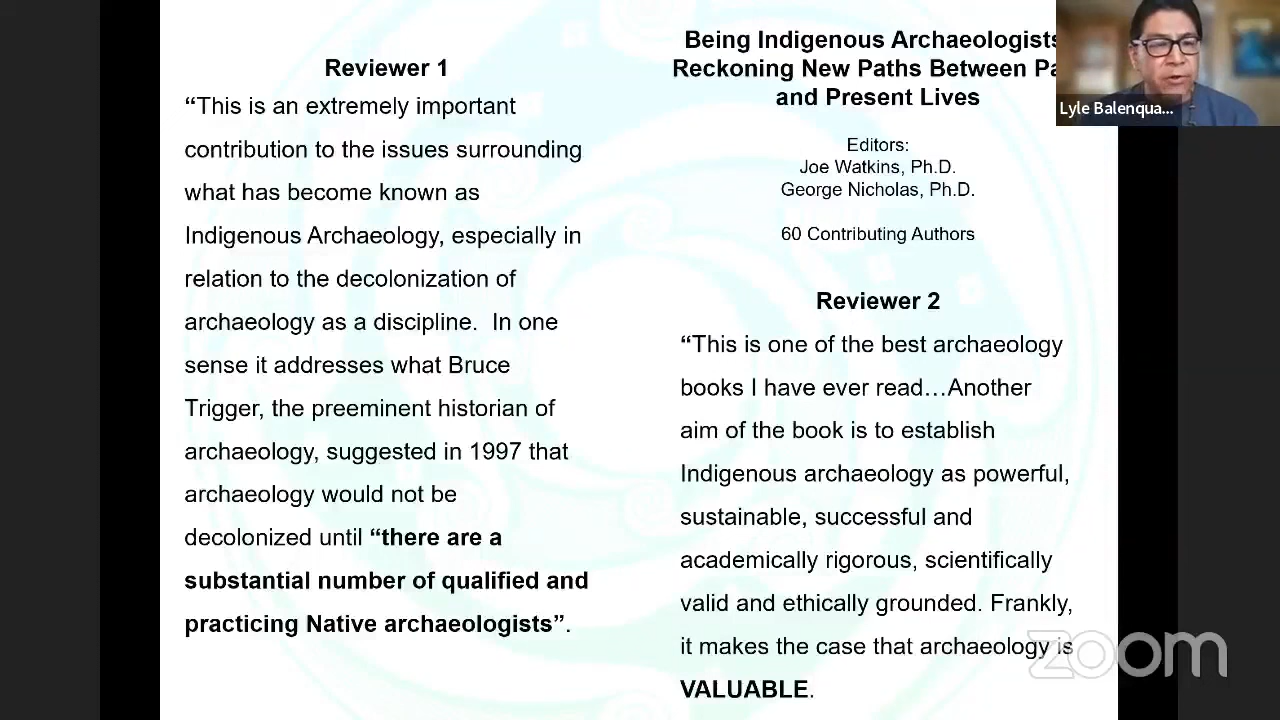 Reviewer 1
“This is an extremely important
contribution to the issues surrounding
what has become known as
Indigenous Archaeology, especially in
relation to the decolonization of
archaeology as a discipline.  In one
sense it addresses what Bruce
Trigger, the preeminent historian of
archaeology, suggested in 1997 that
archaeology would not be
decolonized until “there are a
substantial number of qualified and
practicing Native archaeologists”.
Being Indigenous Archaeologists
Reckoning New Paths Between Pa
and Present Lives
Editors:
Joe Watkins, Ph.D.
George Nicholas, Ph.D.
60 Contributing Authors
Reviewer 2
“This is one of the best archaeology
books I have ever read…Another
aim of the book is to establish
Indigenous archaeology as powerful,
sustainable, successful and
academically rigorous, scientifically
valid and ethically grounded. Frankly,
it makes the case that archaeology is
VALUABLE.
Lyle Balenqua...
zoom